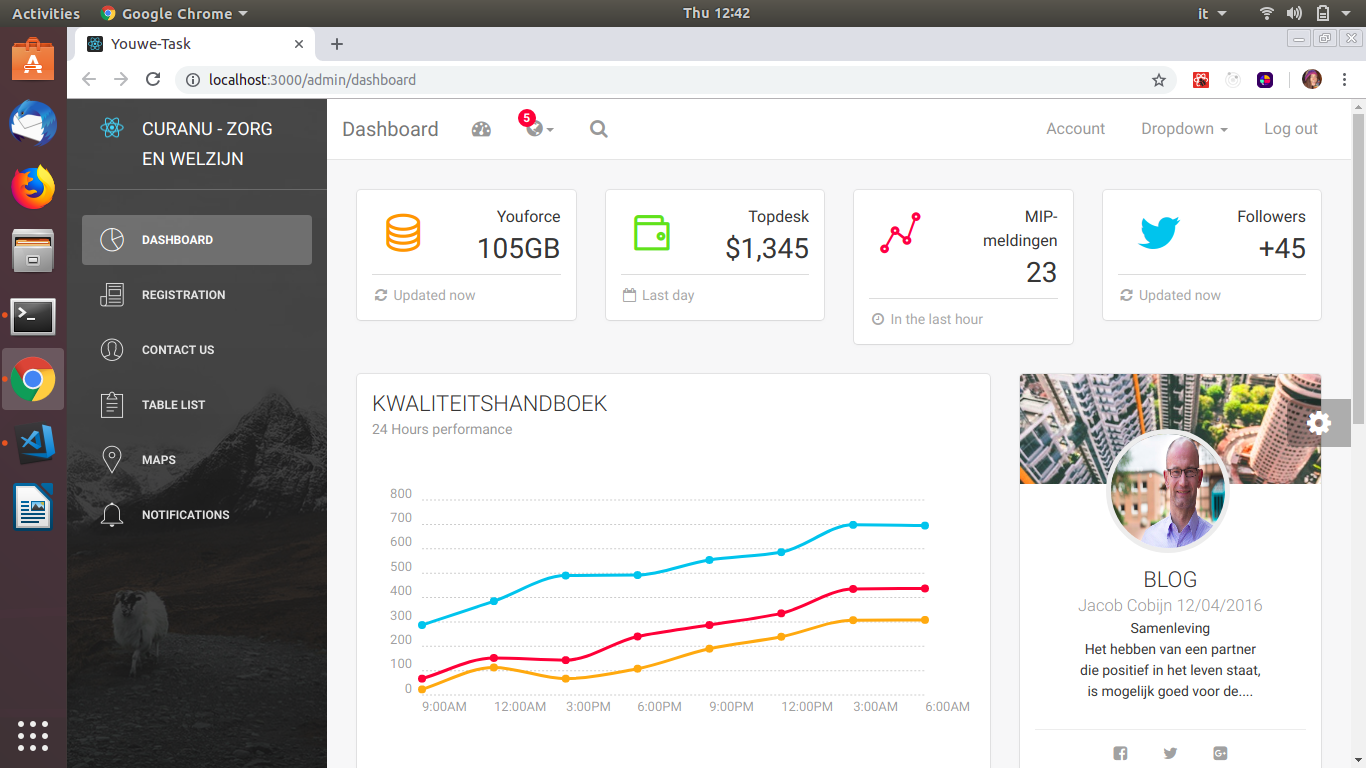 Activities
Google Chrome
Thu 12:42
it
Youwe-Task
localhost:3000/admin/dashboard
CURANU - ZORG
EN WELZIJN
DASHBOARD
REGISTRATION
CONTACT US
TABLE LIST
MAPS
NOTIFICATIONS
Dashboard
5
Account
Dropdown
Log out
Youforce
105GB
Updated now
Topdesk
$1,345
Last day
MIP-
meldingen
23
In the last hour
Followers
+45
Updated now
KWALITEITSHANDBOEK
24 Hours performance
800
700
600
500
400
300
200
100
0
9:00AM 12:00AM 3:00PM 6:00PM 9:00PM 12:00PM 3:00AM 6:00AM
BLOG
Jacob Cobijn 12/04/2016
Samenleving
Het hebben van een partner
die positief in het leven staat,
is mogelijk goed voor de....